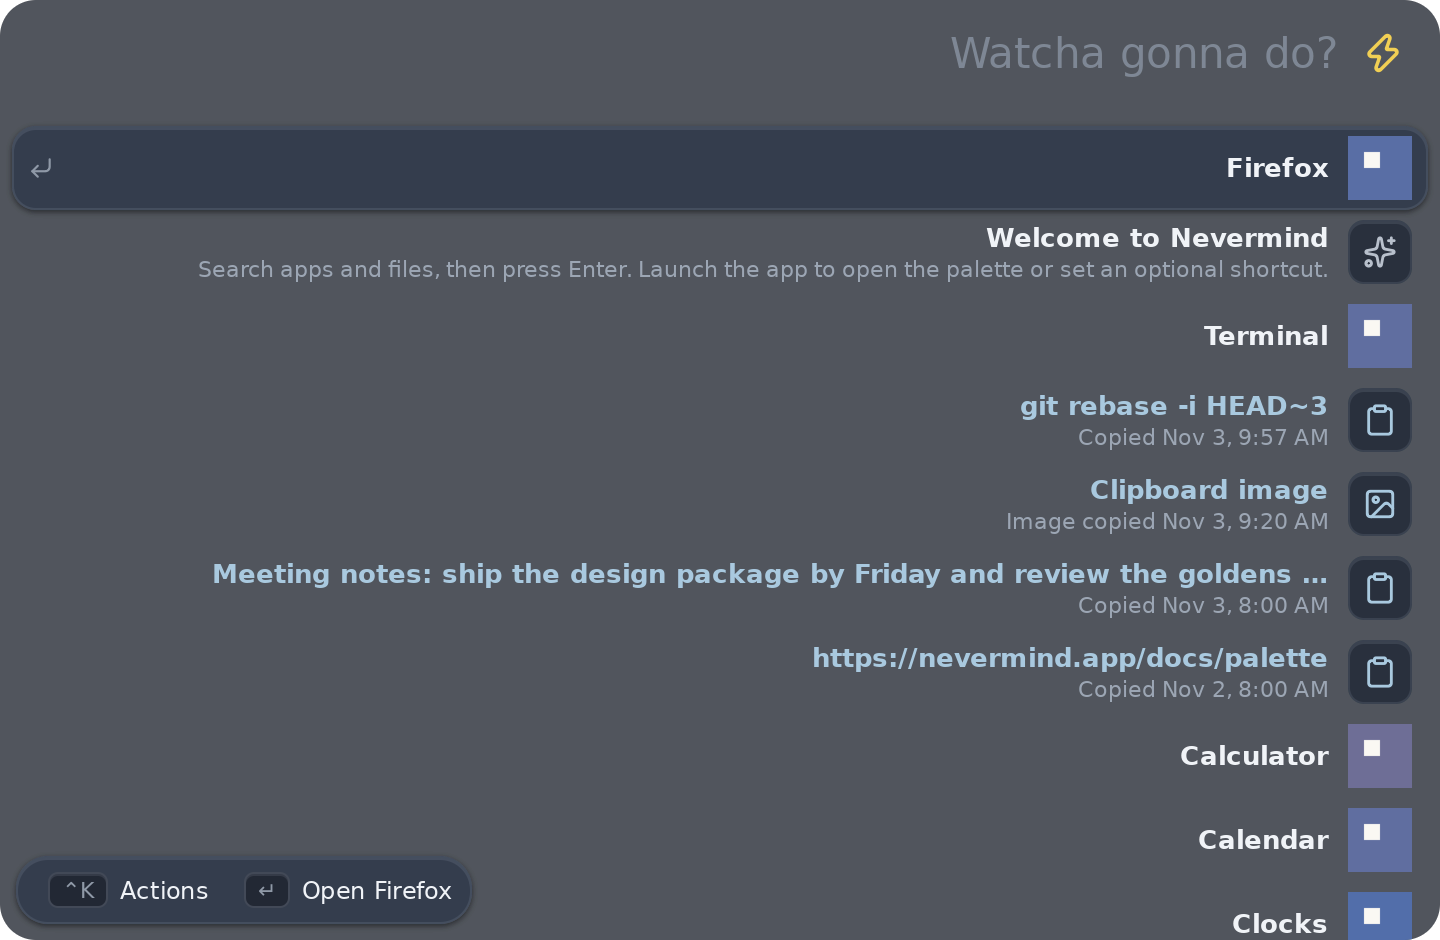 Watcha gonna do?
Firefox
Welcome to Nevermind
Search apps and files, then press Enter. Launch the app to open the palette or set an optional shortcut.
Terminal
git rebase -i HEAD~3
Copied Nov 3, 9:57 AM
Clipboard image
Image copied Nov 3, 9:20 AM
Meeting notes: ship the design package by Friday and review the goldens …
Copied Nov 3, 8:00 AM
https://nevermind.app/docs/palette
Copied Nov 2, 8:00 AM
Calculator
Calendar
Clocks
^K Actions ↵ Open Firefox